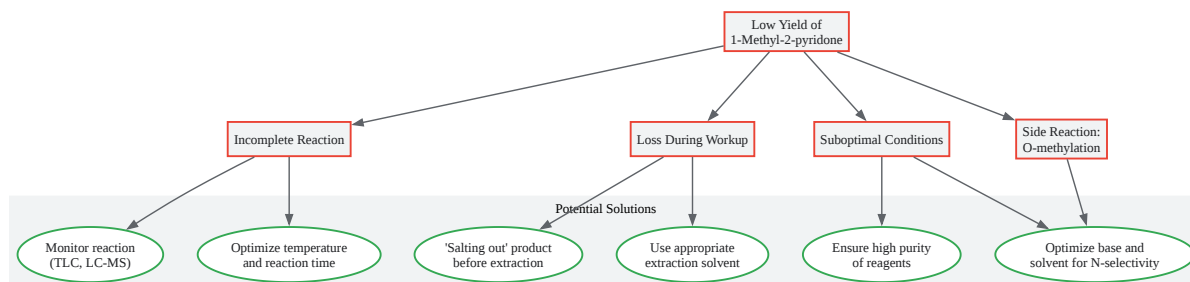 Low Yield of
1-Methyl-2-pyridone
Incomplete Reaction
Loss During Workup
Suboptimal Conditions
Side Reaction:
O-methylation
Potential Solutions
Monitor reaction
(TLC, LC-MS)
Optimize temperature
and reaction time
'Salting out' product
before extraction
Use appropriate
extraction solvent
Ensure high purity
of reagents
Optimize base and
solvent for N-selectivity